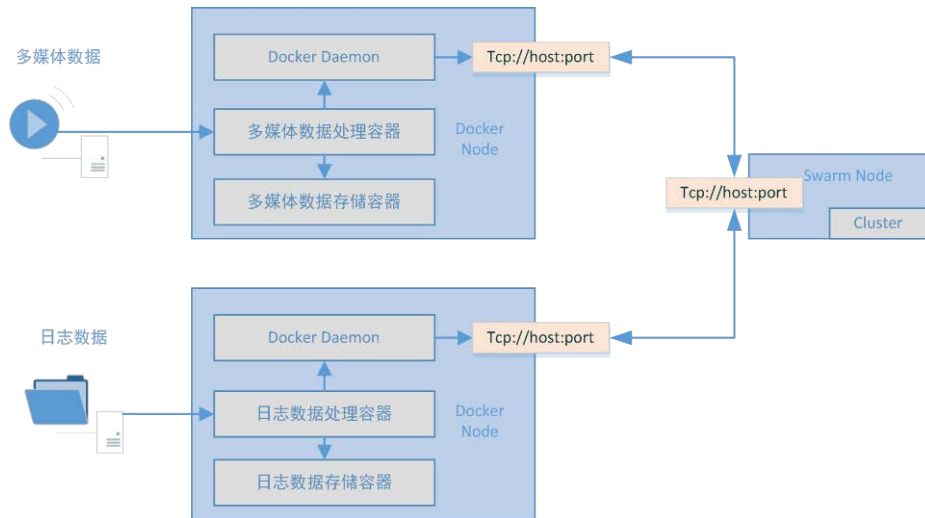 多媒体数据
Docker Daemon
Tcp://host:port
多媒体数据处理容器
Docker
Node
多媒体数据存储容器
Tcp://host:port
Swarm Node
Cluster
日志数据
Docker Daemon
Tcp://host:port
日志数据处理容器
Docker
Node
日志数据存储容器